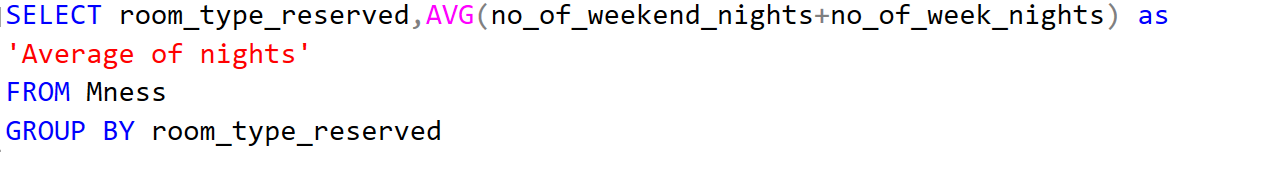 SELECT room_type_reserved,AVG(no_of_weekend_nights+no_of_week_nights) as
'Average of nights'
FROM Mness
GROUP BY room_type_reserved